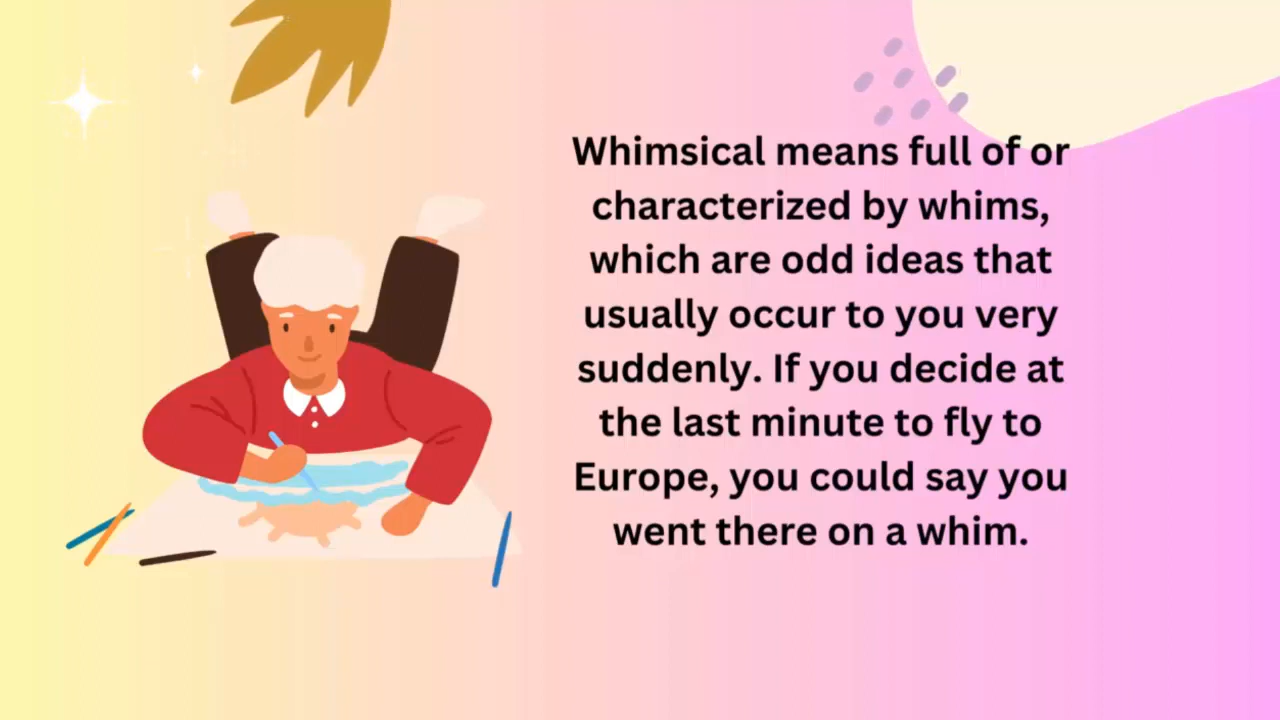 Whimsical means full of or
characterized by whims,
which are odd ideas that
usually occur to you very
suddenly. If you decide at
the last minute to fly to
Europe, you could say you
went there on a whim.